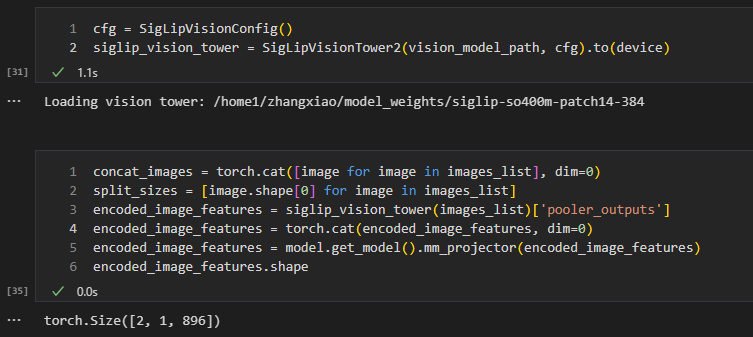 1 cfg = SigLipVisionConfig()
2 siglip_vision_tower = SigLipVisionTower2(vision_model_path, cfg).to(device)
[31] ✓ 1.1s
... Loading vision tower: /home1/zhangxiao/model_weights/siglip-so400m-patch14-384
1 concat_images = torch.cat([image for image in images_list], dim=0)
2 split_sizes = [image.shape[0] for image in images_list]
3 encoded_image_features = siglip_vision_tower(images_list)['pooler_outputs']
4 encoded_image_features = torch.cat(encoded_image_features, dim=0)
5 encoded_image_features = model.get_model().mm_projector(encoded_image_features)
6 encoded_image_features.shape
[35] ✓ 0.0s
... torch.Size([2, 1, 896])